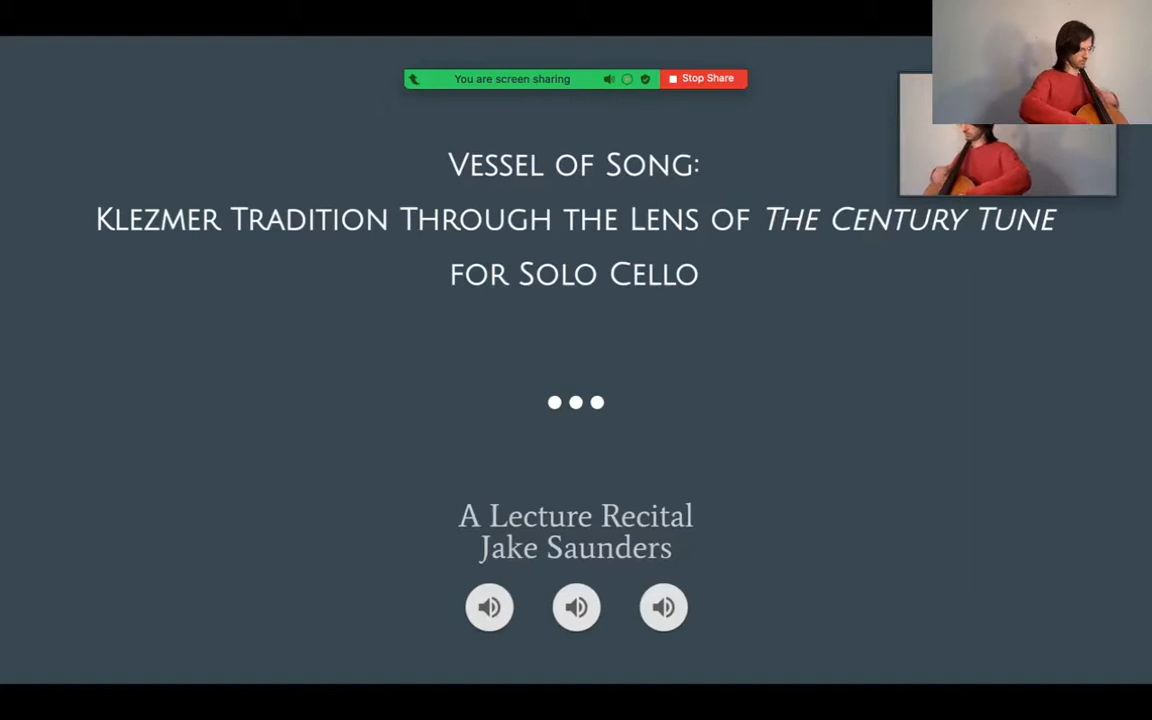 You are screen sharing Stop Share
Vessel of Song:
Klezmer Tradition Through the Lens of The Century Tune
for Solo Cello
A Lecture Recital
Jake Saunders